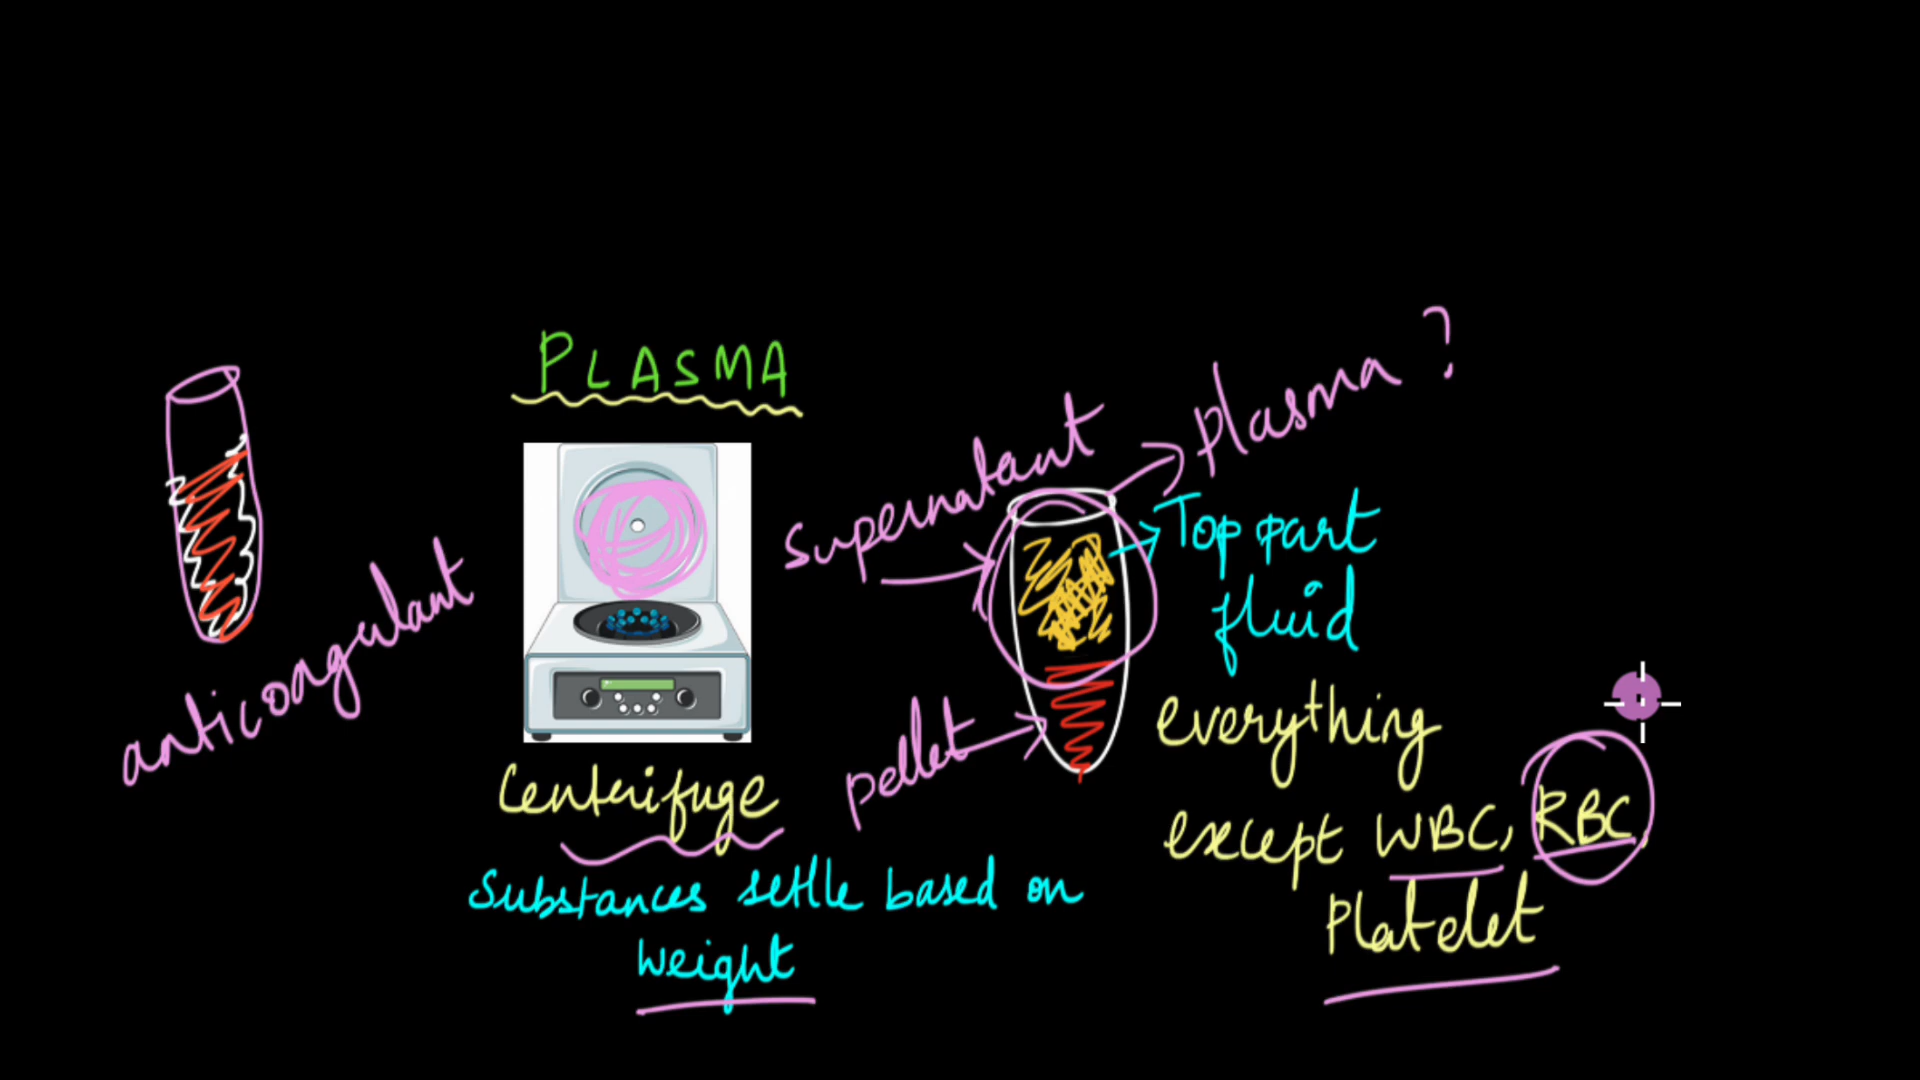 PLASMA
anticoagulant
Centrifuge
Substances settle based on
weight
Supernatant
pellet
plasma?
Top part
fluid
everything
except WBC, RBC,
Platelet